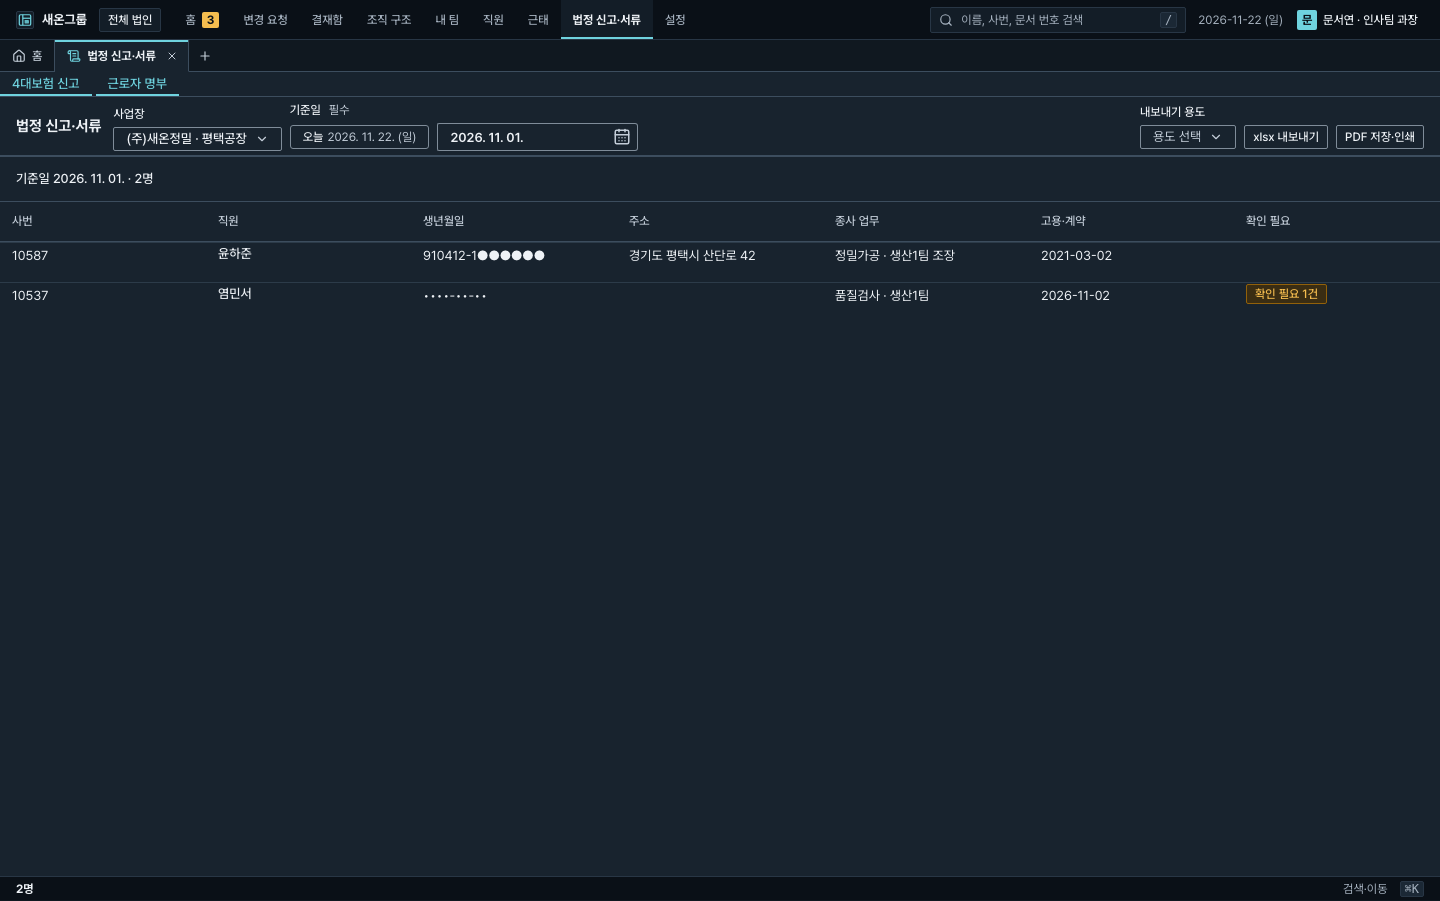 새온그룹 전체 법인 홈 3 변경 요청 결재함 조직 구조 내 팀 직원 근태 법정 신고·서류 설정 이름, 사번, 문서 번호 검색 / 2026-11-22 (일) 문 문서연 · 인사팀 과장
홈 법정 신고·서류
4대보험 신고 근로자 명부
법정 신고·서류
사업장
(주)새온정밀 · 평택공장
기준일 필수
오늘 2026. 11. 22. (일) 2026. 11. 01.
내보내기 용도
용도 선택 xlsx 내보내기 PDF 저장·인쇄
기준일 2026. 11. 01. · 2명
사번 직원 생년월일 주소 종사 업무 고용·계약 확인 필요
10587 윤하준 910412-1●●●●●● 경기도 평택시 산단로 42 정밀가공 · 생산1팀 조장 2021-03-02
10537 염민서 ••••-••-•• 품질검사 · 생산1팀 2026-11-02 확인 필요 1건
2명 검색·이동 ⌘K